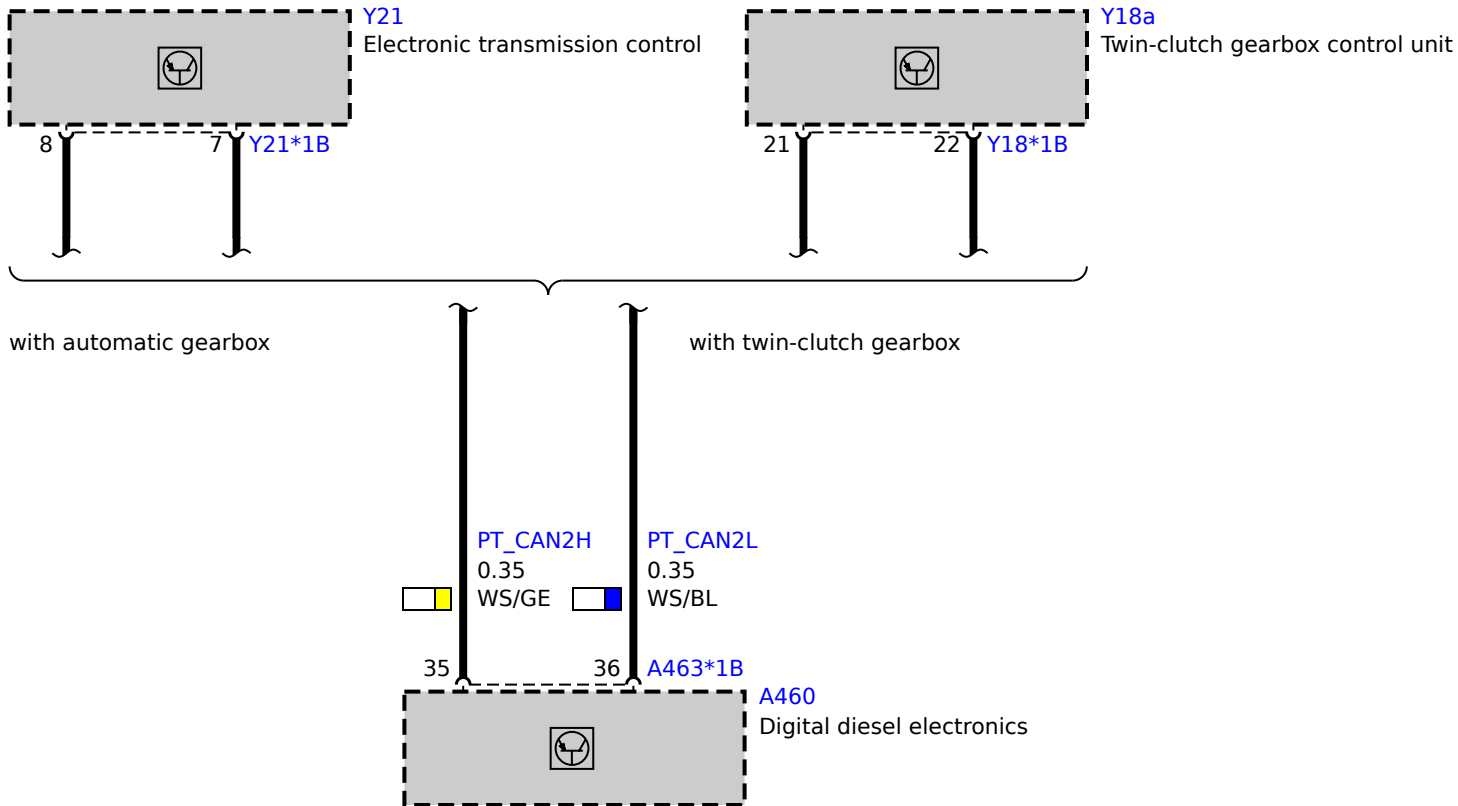 Y21
Electronic transmission control
Y18a
Twin-clutch gearbox control unit
8
7
Y21*1B
21
22
Y18*1B
with automatic gearbox
with twin-clutch gearbox
PT_CAN2H
0.35
WS/GE
PT_CAN2L
0.35
WS/BL
35
36
A463*1B
A460
Digital diesel electronics